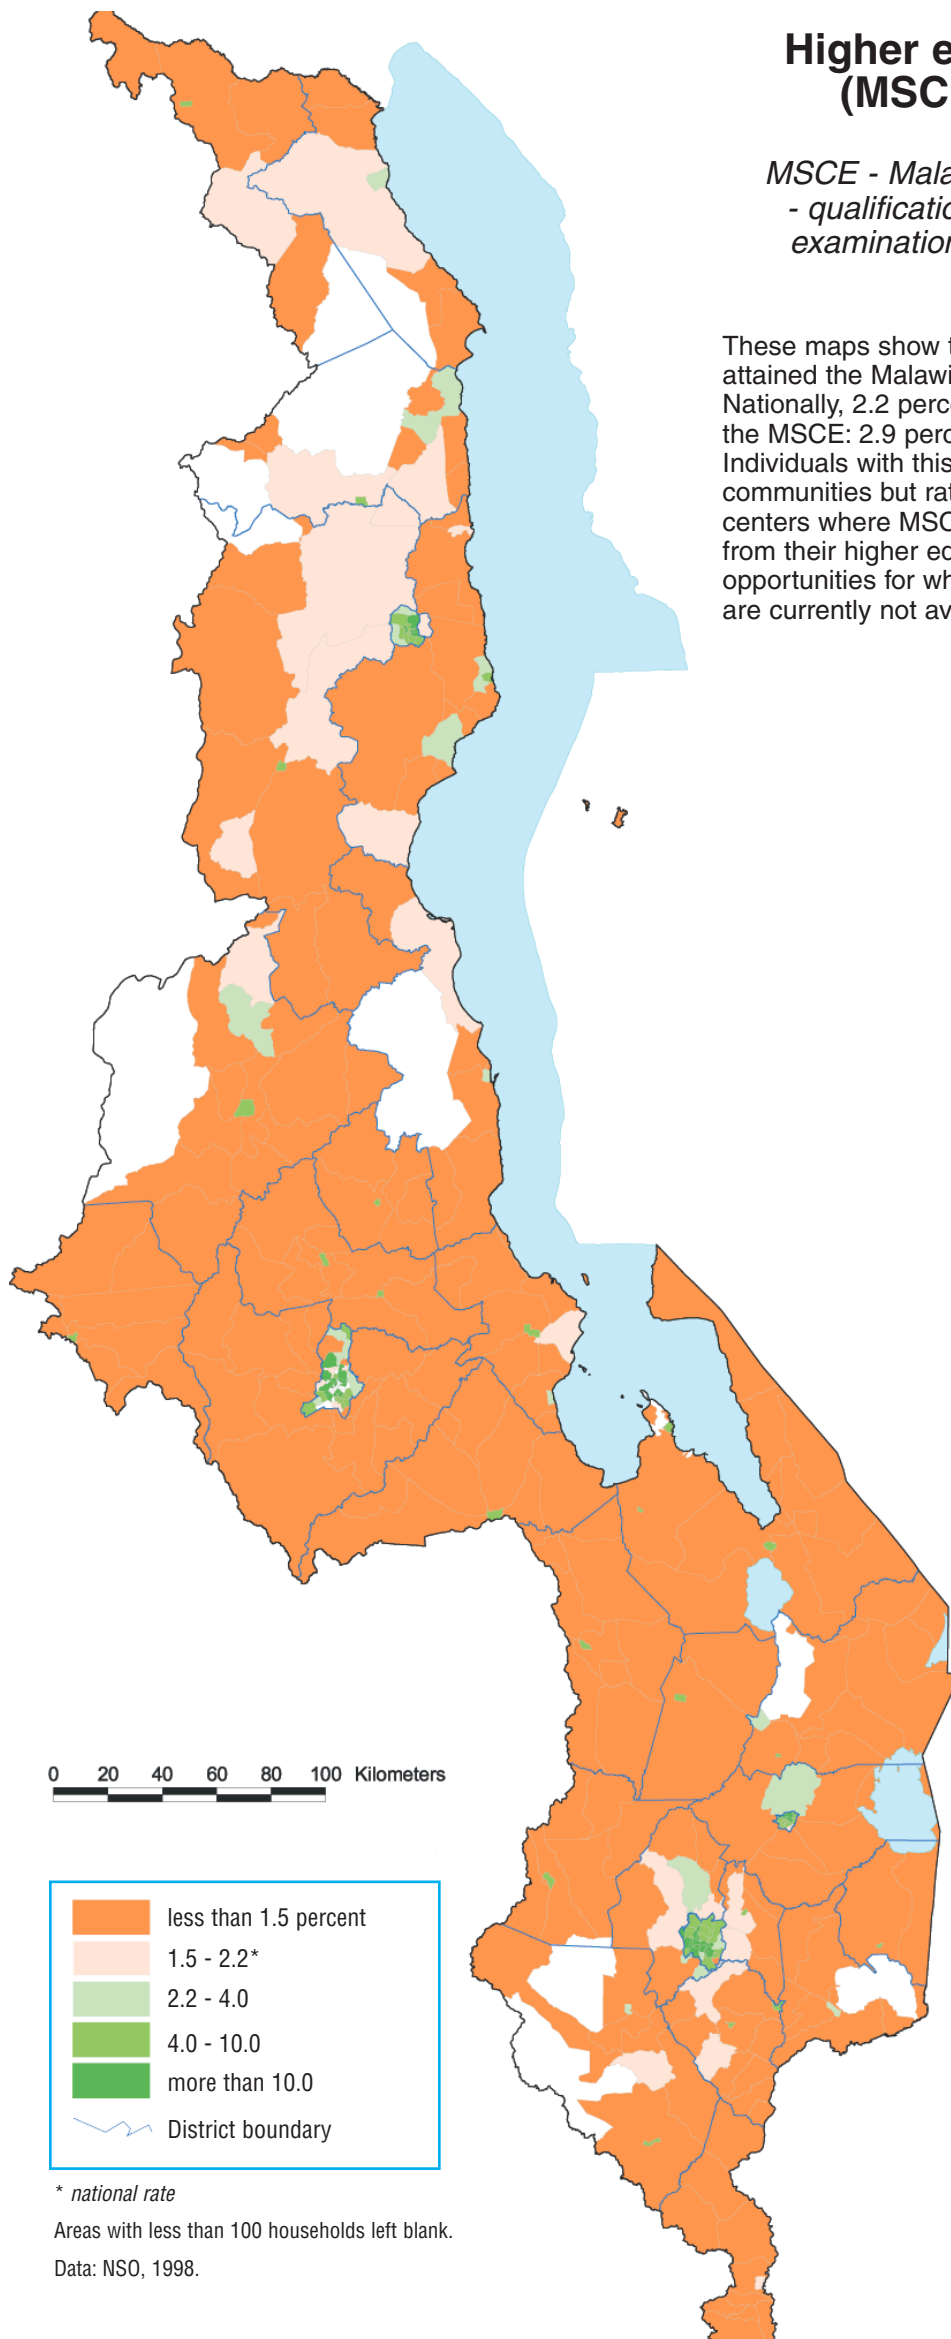 Higher e
(MSC
MSCE - Mala
- qualificatio
examination
These maps show t
attained the Malawi
Nationally, 2.2 perce
the MSCE: 2.9 perc
Individuals with this
communities but rat
centers where MSC
from their higher ed
opportunities for wh
are currently not av
0 20 40 60 80 100 Kilometers
less than 1.5 percent
1.5 - 2.2*
2.2 - 4.0
4.0 - 10.0
more than 10.0
District boundary
* national rate
Areas with less than 100 households left blank.
Data: NSO, 1998.